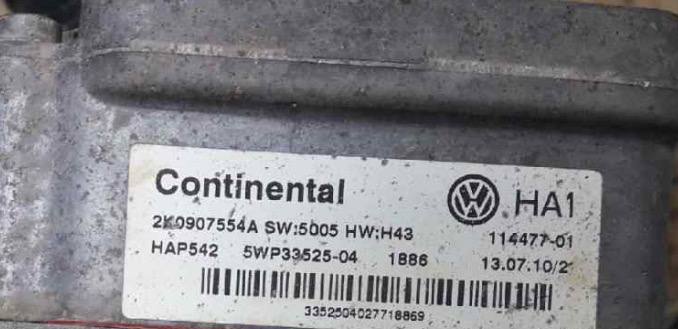 Continental
HA1
2K0907554A SW:5005 HW:H43
114477-01
HAP542 5WP33525-04 1886
13.07.10/2
3352504027718869